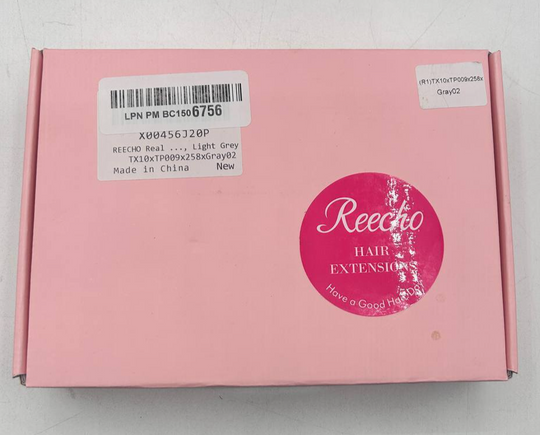 LPN PM BC1506756
X00456J20P
REECHO Real ..., Light Grey
TX10xTP009x258xGray02
Made in China New
(R1)TX10xTP009x258x
Gray02
Reecho
HAIR
EXTENSIONS
Have a Good Hair Day